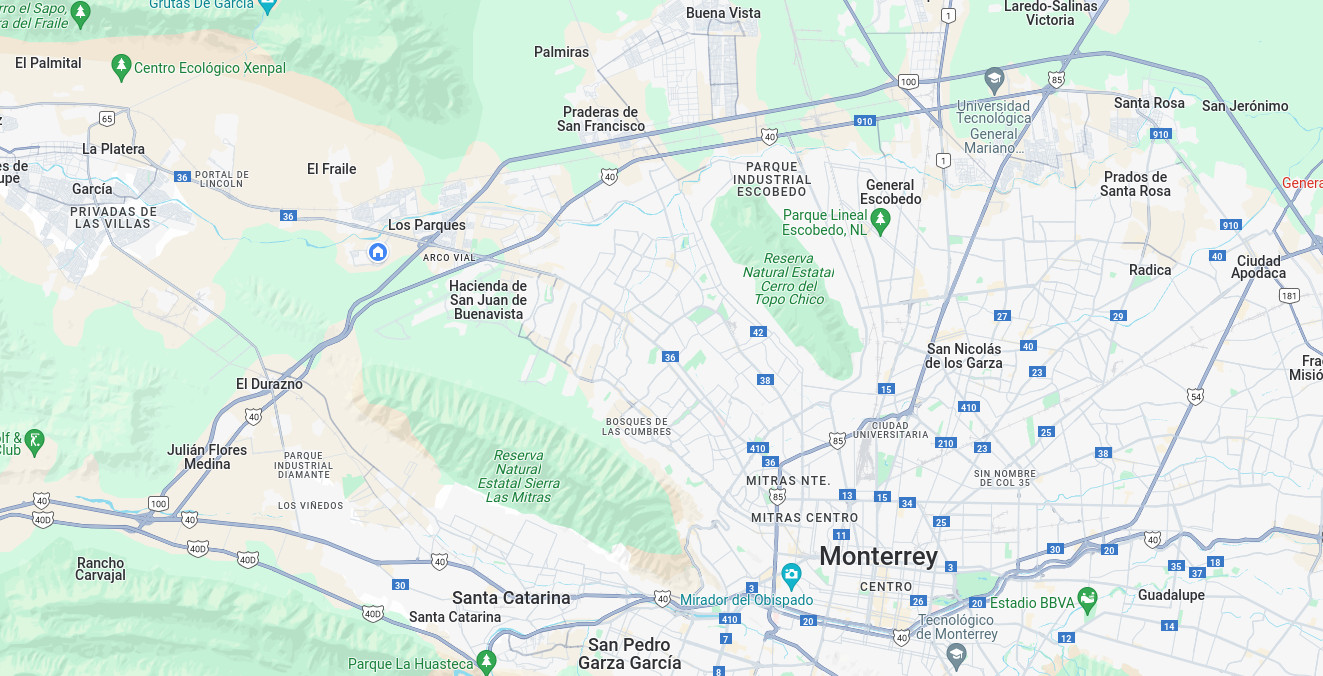 Grutas De García
Buena Vista
Laredo-Salinas
Victoria
rro el Sapo,
ra del Fraile
1
Palmiras
El Palmital
Centro Ecológico Xenpal
100
85
Universidad
Tecnológica
General
Mariano...
Santa Rosa
San Jerónimo
65
Praderas de
San Francisco
910
40
910
La Platera
1
es de
upe
García
36
PORTAL DE
LINCOLN
El Fraile
40
PARQUE
INDUSTRIAL
ESCOBEDO
General
Escobedo
Prados de
Santa Rosa
Genera
PRIVADAS DE
LAS VILLAS
36
Los Parques
Parque Lineal
Escobedo, NL
910
ARCO VIAL
Reserva
Natural Estatal
Cerro del
Topo Chico
40
Ciudad
Apodaca
Radica
181
Hacienda de
San Juan de
Buenavista
27
29
42
36
San Nicolás
de los Garza
40
23
Fra
Misió
El Durazno
38
15
54
40
410
BOSQUES DE
LAS CUMBRES
CIUDAD
UNIVERSITARIA
25
olf &
Club
Julián Flores
Medina
PARQUE
INDUSTRIAL
DIAMANTE
Reserva
Natural
Estatal Sierra
Las Mitras
85
410
36
210
23
38
MITRAS NTE.
SIN NOMBRE
DE COL 35
40
100
LOS VIÑEDOS
85
13
15
34
40D
40
MITRAS CENTRO
25
11
40D
40D
40
Monterrey
30
20
40
Rancho
Carvajal
3
35
18
37
30
3
CENTRO
Santa Catarina
40
Mirador del Obispado
26
20
Estadio BBVA
Guadalupe
40D
Santa Catarina
410
20
Tecnológico
de Monterrey
14
7
40
12
San Pedro
Garza García
Parque La Huasteca
8